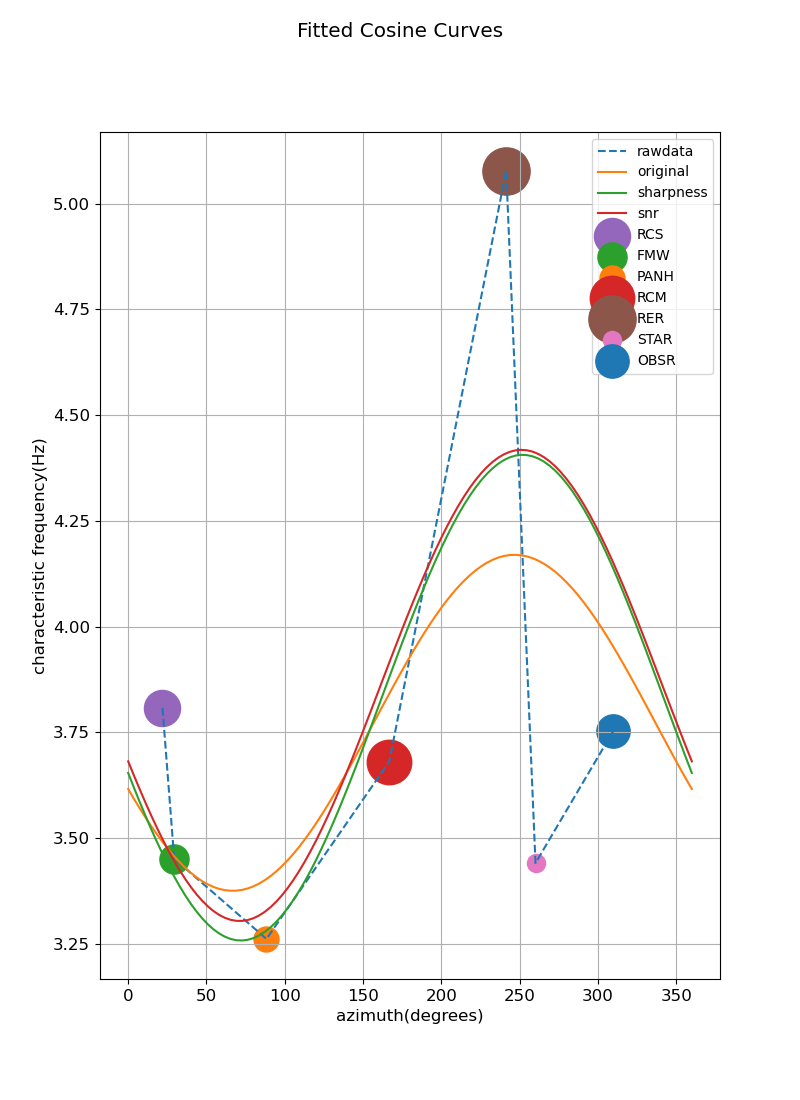 Fitted Cosine Curves
rawdata
original
sharpness
snr
RCS
FMW
PANH
RCM
RER
STAR
OBSR
characteristic frequency(Hz)
5.00
4.75
4.50
4.25
4.00
3.75
3.50
3.25
0 50 100 150 200 250 300 350
azimuth(degrees)